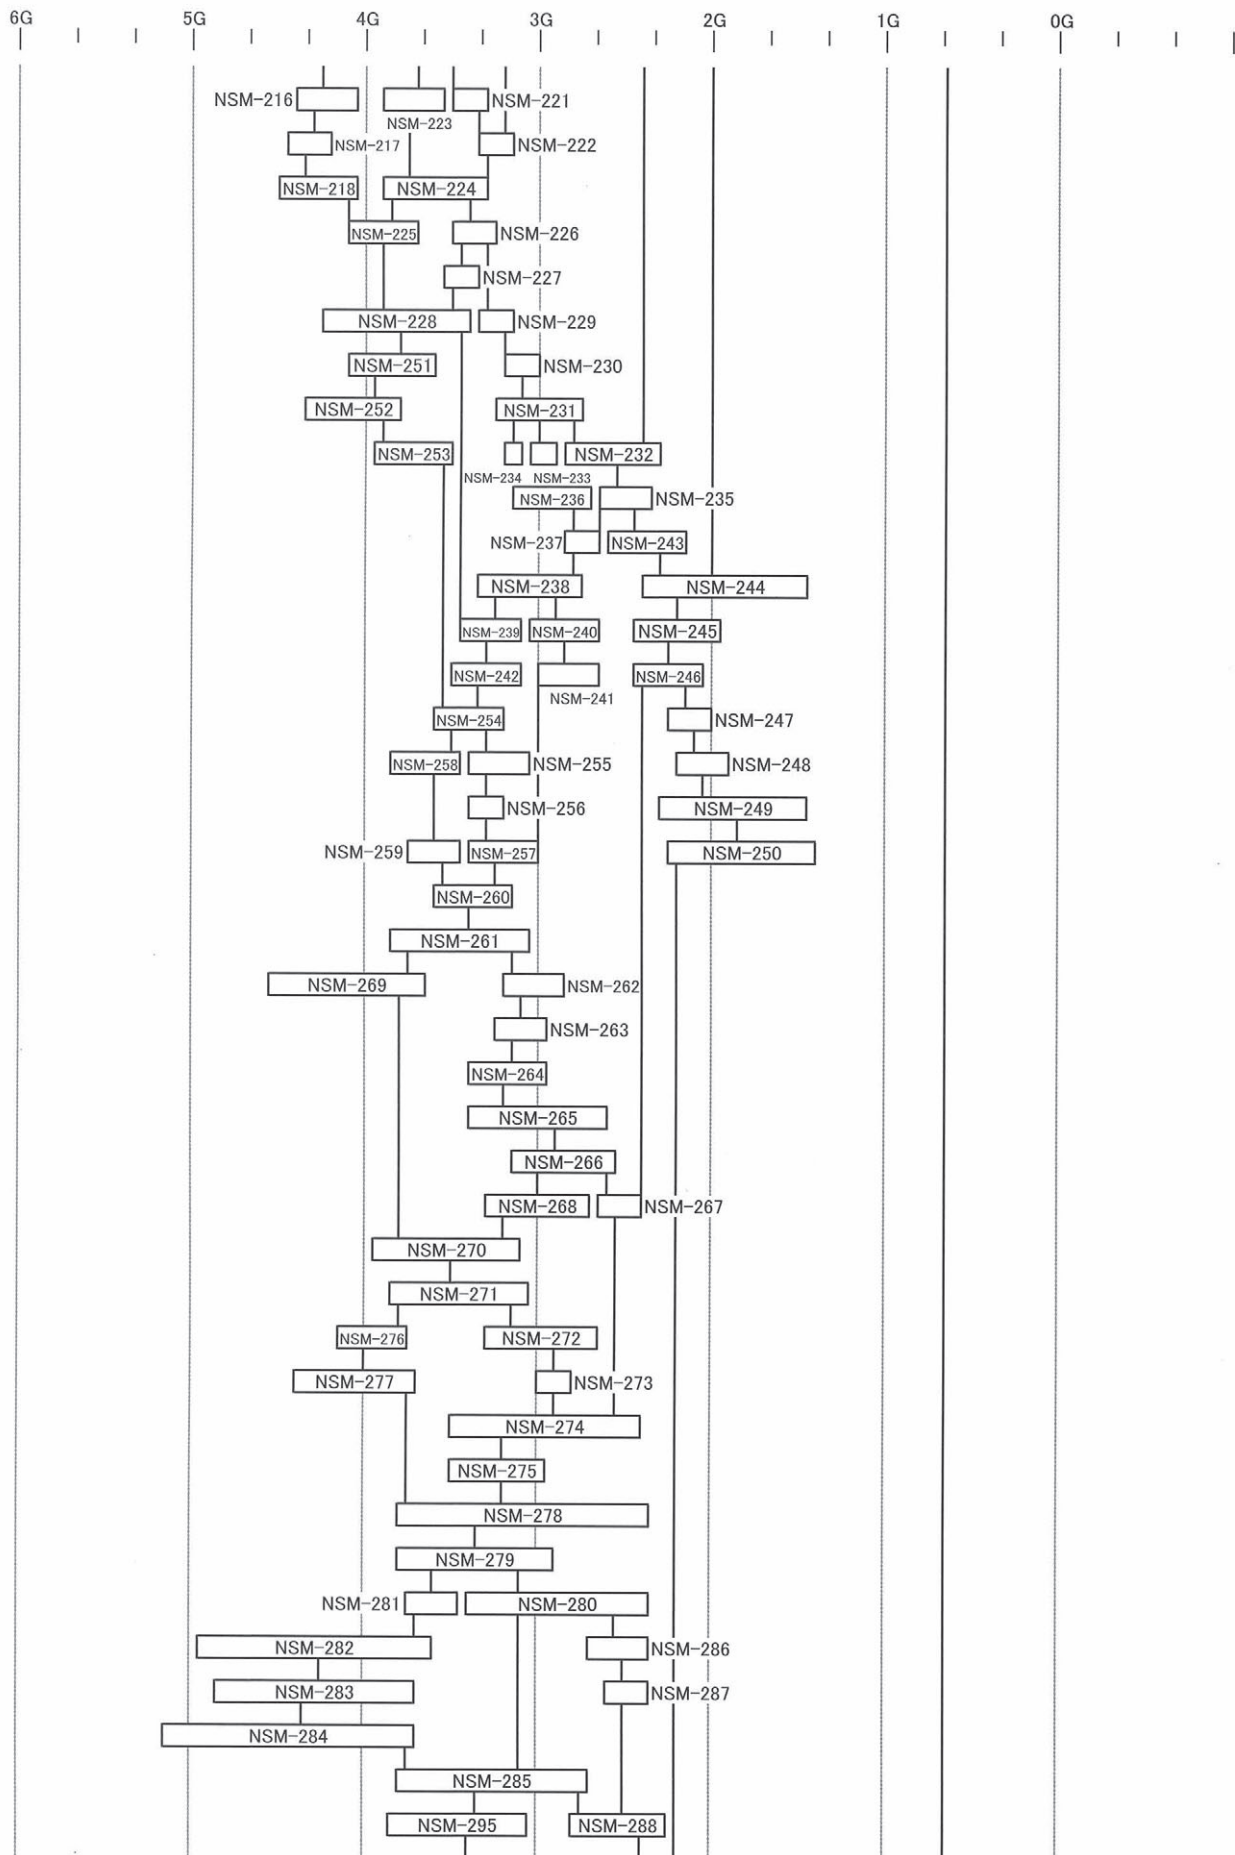 6G 5G 4G 3G 2G 1G 0G
NSM-216 NSM-221
NSM-223
NSM-217 NSM-222
NSM-218 NSM-224
NSM-225 NSM-226
NSM-227
NSM-228 NSM-229
NSM-251 NSM-230
NSM-252 NSM-231
NSM-253 NSM-232
NSM-234 NSM-233
NSM-236 NSM-235
NSM-237 NSM-243
NSM-238 NSM-244
NSM-239 NSM-240 NSM-245
NSM-242 NSM-246
NSM-241
NSM-254 NSM-247
NSM-258 NSM-255 NSM-248
NSM-256 NSM-249
NSM-259 NSM-257 NSM-250
NSM-260
NSM-261
NSM-269 NSM-262
NSM-263
NSM-264
NSM-265
NSM-266
NSM-268 NSM-267
NSM-270
NSM-271
NSM-276 NSM-272
NSM-277 NSM-273
NSM-274
NSM-275
NSM-278
NSM-279
NSM-281 NSM-280
NSM-282 NSM-286
NSM-283 NSM-287
NSM-284
NSM-285
NSM-295 NSM-288